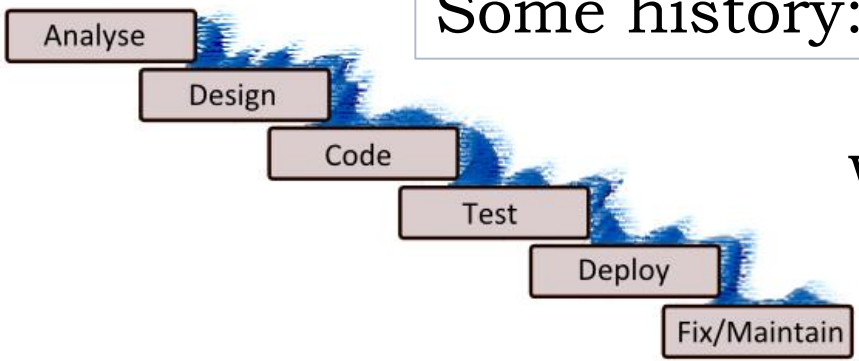 Some history:
Analyse
Design
Code
Test
Deploy
Fix/Maintain